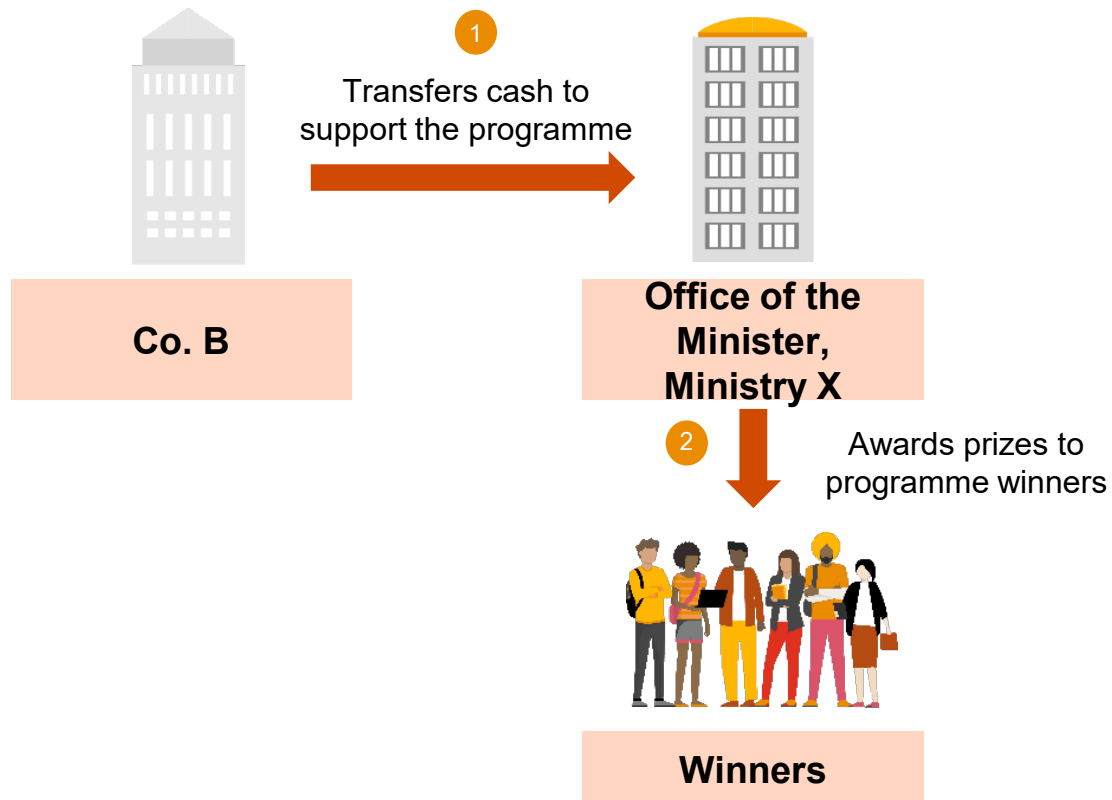 1
Transfers cash to
support the programme
Co. B
Office of the
Minister,
Ministry X
2
Awards prizes to
programme winners
Winners